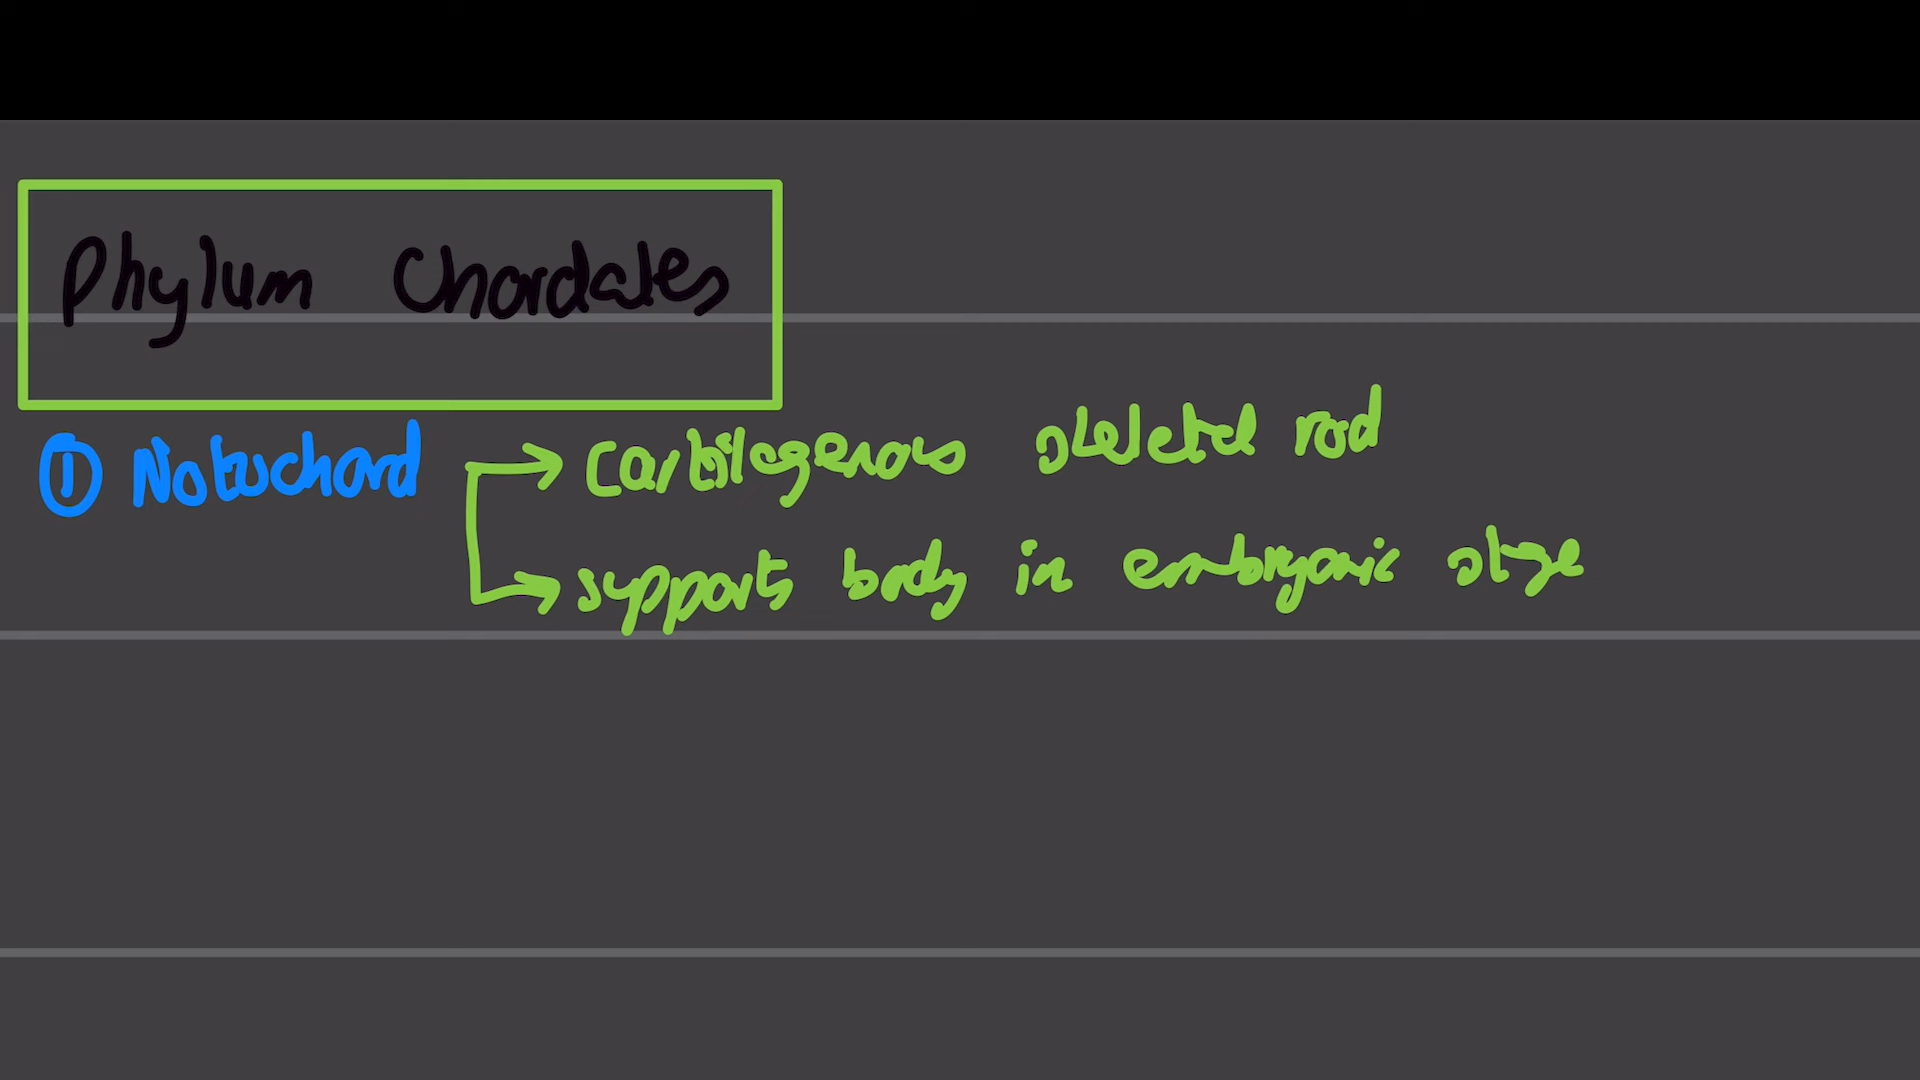 Phylum Chordates
① Notochord → Cartilagenous skeletal rod
→ supports body in embryonic stage